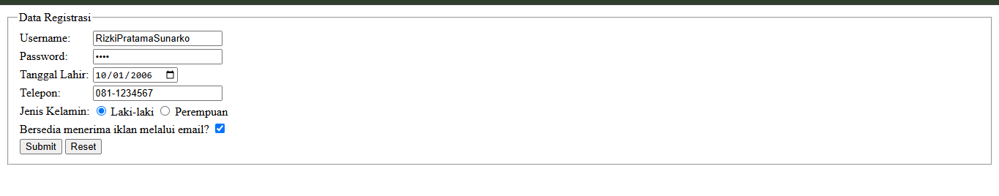 Data Registrasi
Username: RizkiPratamaSunarko
Password: ••••
Tanggal Lahir: 10/01/2006
Telepon: 081-1234567
Jenis Kelamin: Laki-laki Perempuan
Bersedia menerima iklan melalui email?
Submit Reset